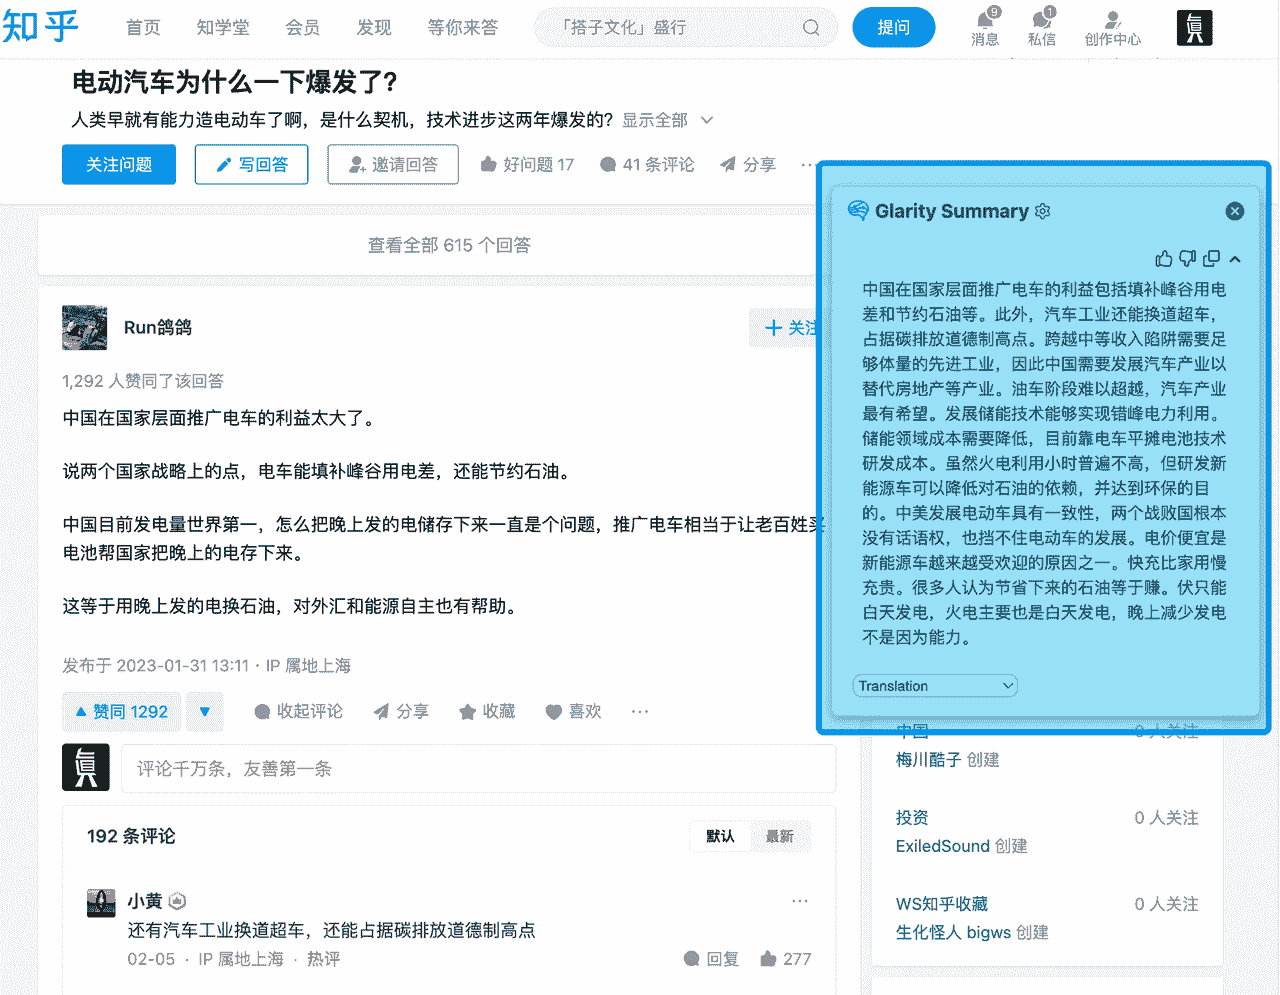 知乎 首页 知学堂 会员 发现 等你来答 「搭子文化」盛行 提问 9 消息 1 私信 创作中心
电动汽车为什么一下爆发了?
人类早就有能力造电动车了啊，是什么契机，技术进步这两年爆发的? 显示全部
关注问题 写回答 邀请回答 好问题 17 41 条评论 分享 ···
查看全部 615 个回答
Run鸽鸽
+ 关注
1,292 人赞同了该回答
中国在国家层面推广电车的利益太大了。
说两个国家战略上的点，电车能填补峰谷用电差，还能节约石油。
中国目前发电量世界第一，怎么把晚上发的电储存下来一直是个问题，推广电车相当于让老百姓买
电池帮国家把晚上的电存下来。
这等于用晚上发的电换石油，对外汇和能源自主也有帮助。
发布于 2023-01-31 13:11 · IP 属地上海
赞同 1292 收起评论 分享 收藏 喜欢 ···
评论千万条，友善第一条
192 条评论
默认 最新
小黄
···
还有汽车工业换道超车，还能占据碳排放道德制高点
02-05 · IP 属地上海 · 热评
回复 277
Glarity Summary
中国在国家层面推广电车的利益包括填补峰谷用电
差和节约石油等。此外，汽车工业还能换道超车，
占据碳排放道德制高点。跨越中等收入陷阱需要足
够体量的先进工业，因此中国需要发展汽车产业以
替代房地产等产业。油车阶段难以超越，汽车产业
最有希望。发展储能技术能够实现错峰电力利用。
储能领域成本需要降低，目前靠电车平摊电池技术
研发成本。虽然火电利用小时普遍不高，但研发新
能源车可以降低对石油的依赖，并达到环保的目
的。中美发展电动车具有一致性，两个战败国根本
没有话语权，也挡不住电动车的发展。电价便宜是
新能源车越来越受欢迎的原因之一。快充比家用慢
充贵。很多人认为节省下来的石油等于赚。伏只能
白天发电，火电主要也是白天发电，晚上减少发电
不是因为能力。
Translation
中国 0 人关注
梅川酷子 创建
投资 0 人关注
ExiledSound 创建
WS知乎收藏 0 人关注
生化怪人 bigws 创建